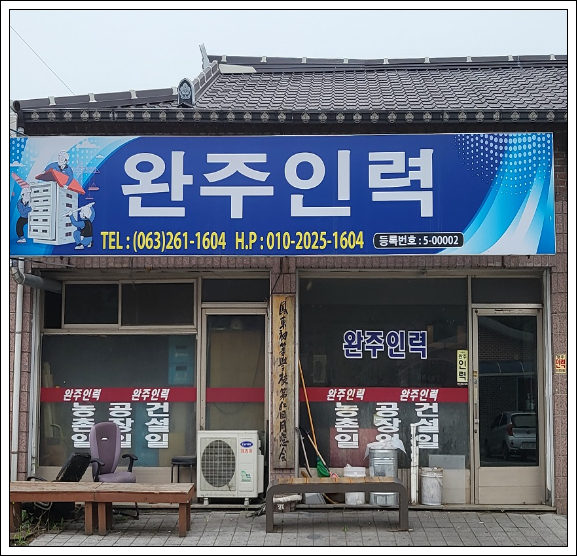 완주인력
TEL : (063)261-1604 H.P : 010-2025-1604 등록번호 : 5-00002
완주인력
인력
완주인력 완주인력
농촌일 공장일 건설일
완주인력 완주인력
농촌일 공장일 건설일